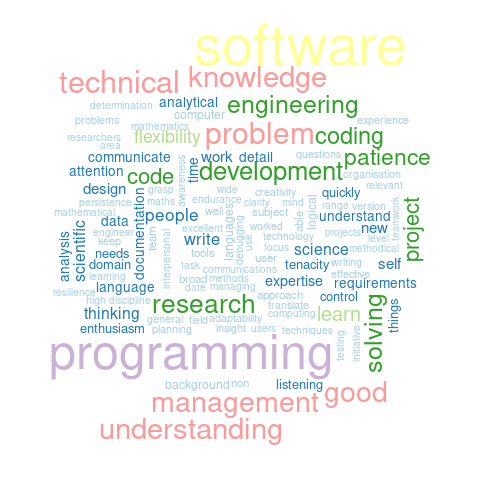 software
technical knowledge
determination analytical engineering
problems computer experience
mathematics
researchers flexibility problem coding
area
communicate work detail questions patience
attention code time development organisation
awareness
design grasp wide creativity quickly relevant
persistence maths endurance clarity mind range version
mathematical data people well subject understand teamwork
engineer excellent worked logical able new project
keep learn write languages debugging use technology projects level
analysis scientific documentation interpersonal tools focus science methodical
needs user writing self
domain task communications tenacity effective
learning broad methods expertise requirements
language date managing
resilience approach control
high discipline research translate
thinking general field adaptability computing learn solving things
enthusiasm planning insight users techniques
testing initiative
programming
background non listening
management good
understanding